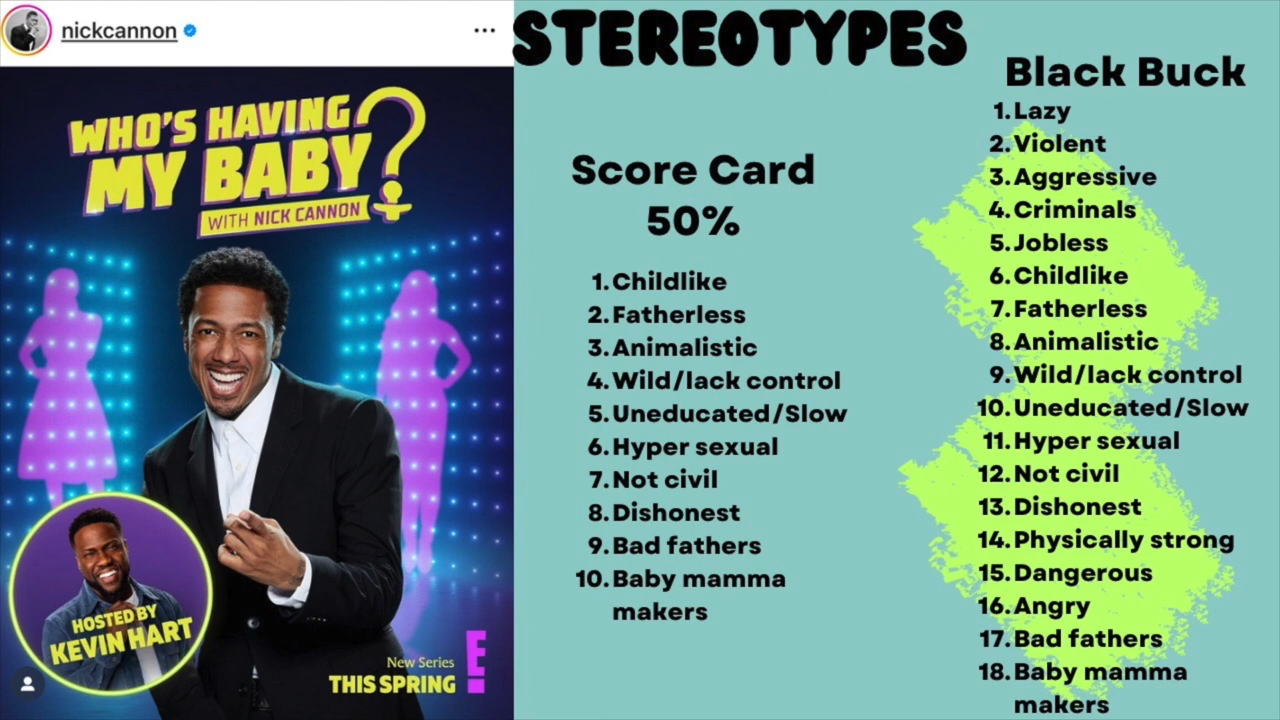 nickcannon
WHO'S HAVING
MY BABY?
WITH NICK CANNON
HOSTED BY
KEVIN HART
New Series
THIS SPRING
E!
STEREOTYPES
Score Card
50%
1. Childlike
2. Fatherless
3. Animalistic
4. Wild/lack control
5. Uneducated/Slow
6. Hyper sexual
7. Not civil
8. Dishonest
9. Bad fathers
10. Baby mamma
makers
Black Buck
1. Lazy
2. Violent
3. Aggressive
4. Criminals
5. Jobless
6. Childlike
7. Fatherless
8. Animalistic
9. Wild/lack control
10. Uneducated/Slow
11. Hyper sexual
12. Not civil
13. Dishonest
14. Physically strong
15. Dangerous
16. Angry
17. Bad fathers
18. Baby mamma
makers